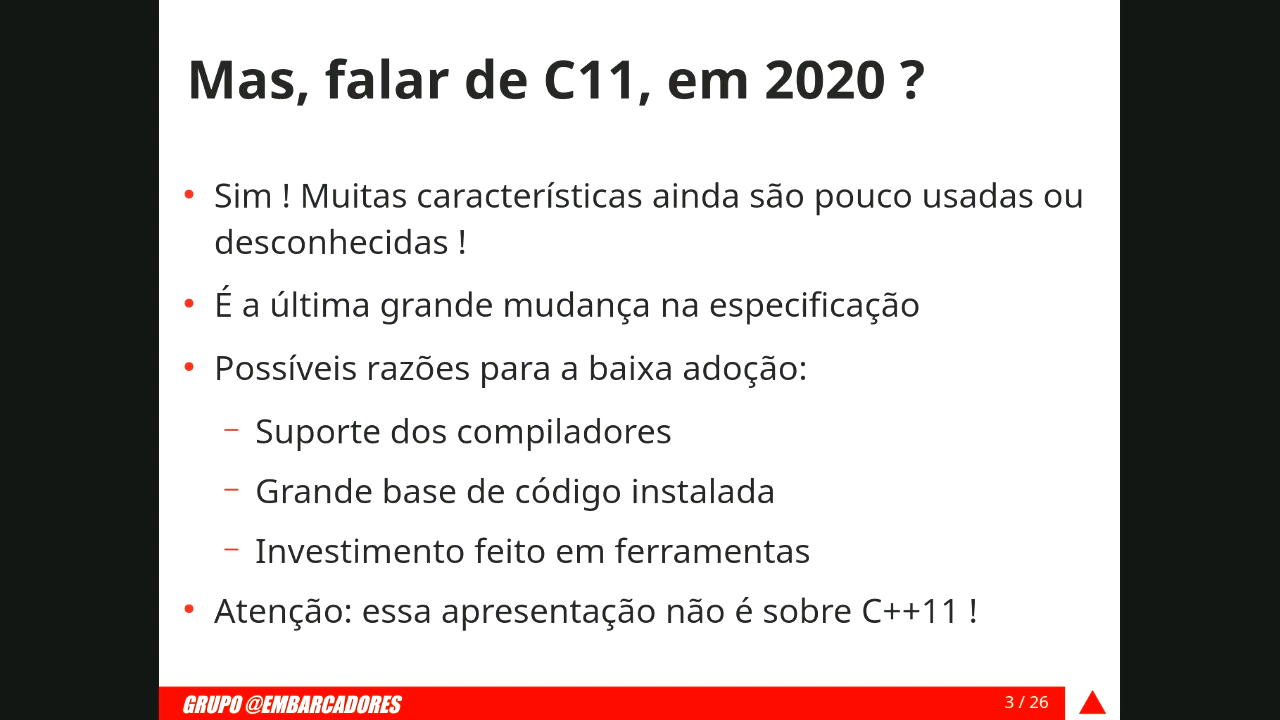 Mas, falar de C11, em 2020 ?
• Sim ! Muitas características ainda são pouco usadas ou
desconhecidas !
• É a última grande mudança na especificação
• Possíveis razões para a baixa adoção:
– Suporte dos compiladores
– Grande base de código instalada
– Investimento feito em ferramentas
• Atenção: essa apresentação não é sobre C++11 !
GRUPO @EMBARCADORES
3 / 26